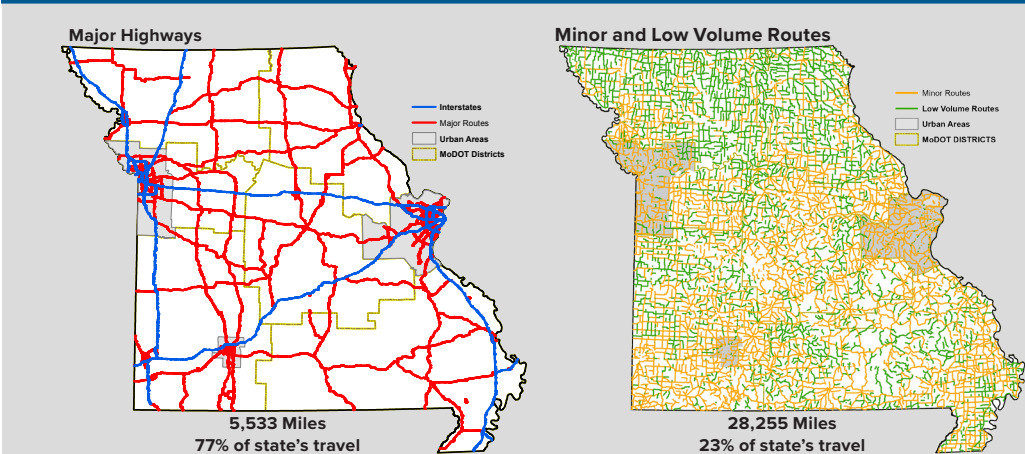 Major Highways
Interstates
Major Routes
Urban Areas
MoDOT Districts
5,533 Miles
77% of state’s travel
Minor and Low Volume Routes
Minor Routes
Low Volume Routes
Urban Areas
MoDOT DISTRICTS
28,255 Miles
23% of state’s travel